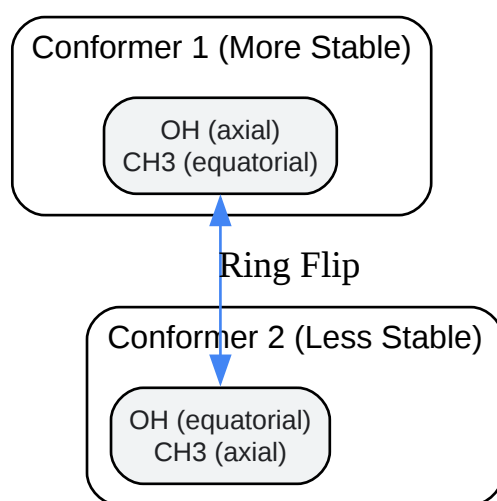 Conformer 1 (More Stable)
OH (axial)
CH3 (equatorial)
Ring Flip
Conformer 2 (Less Stable)
OH (equatorial)
CH3 (axial)